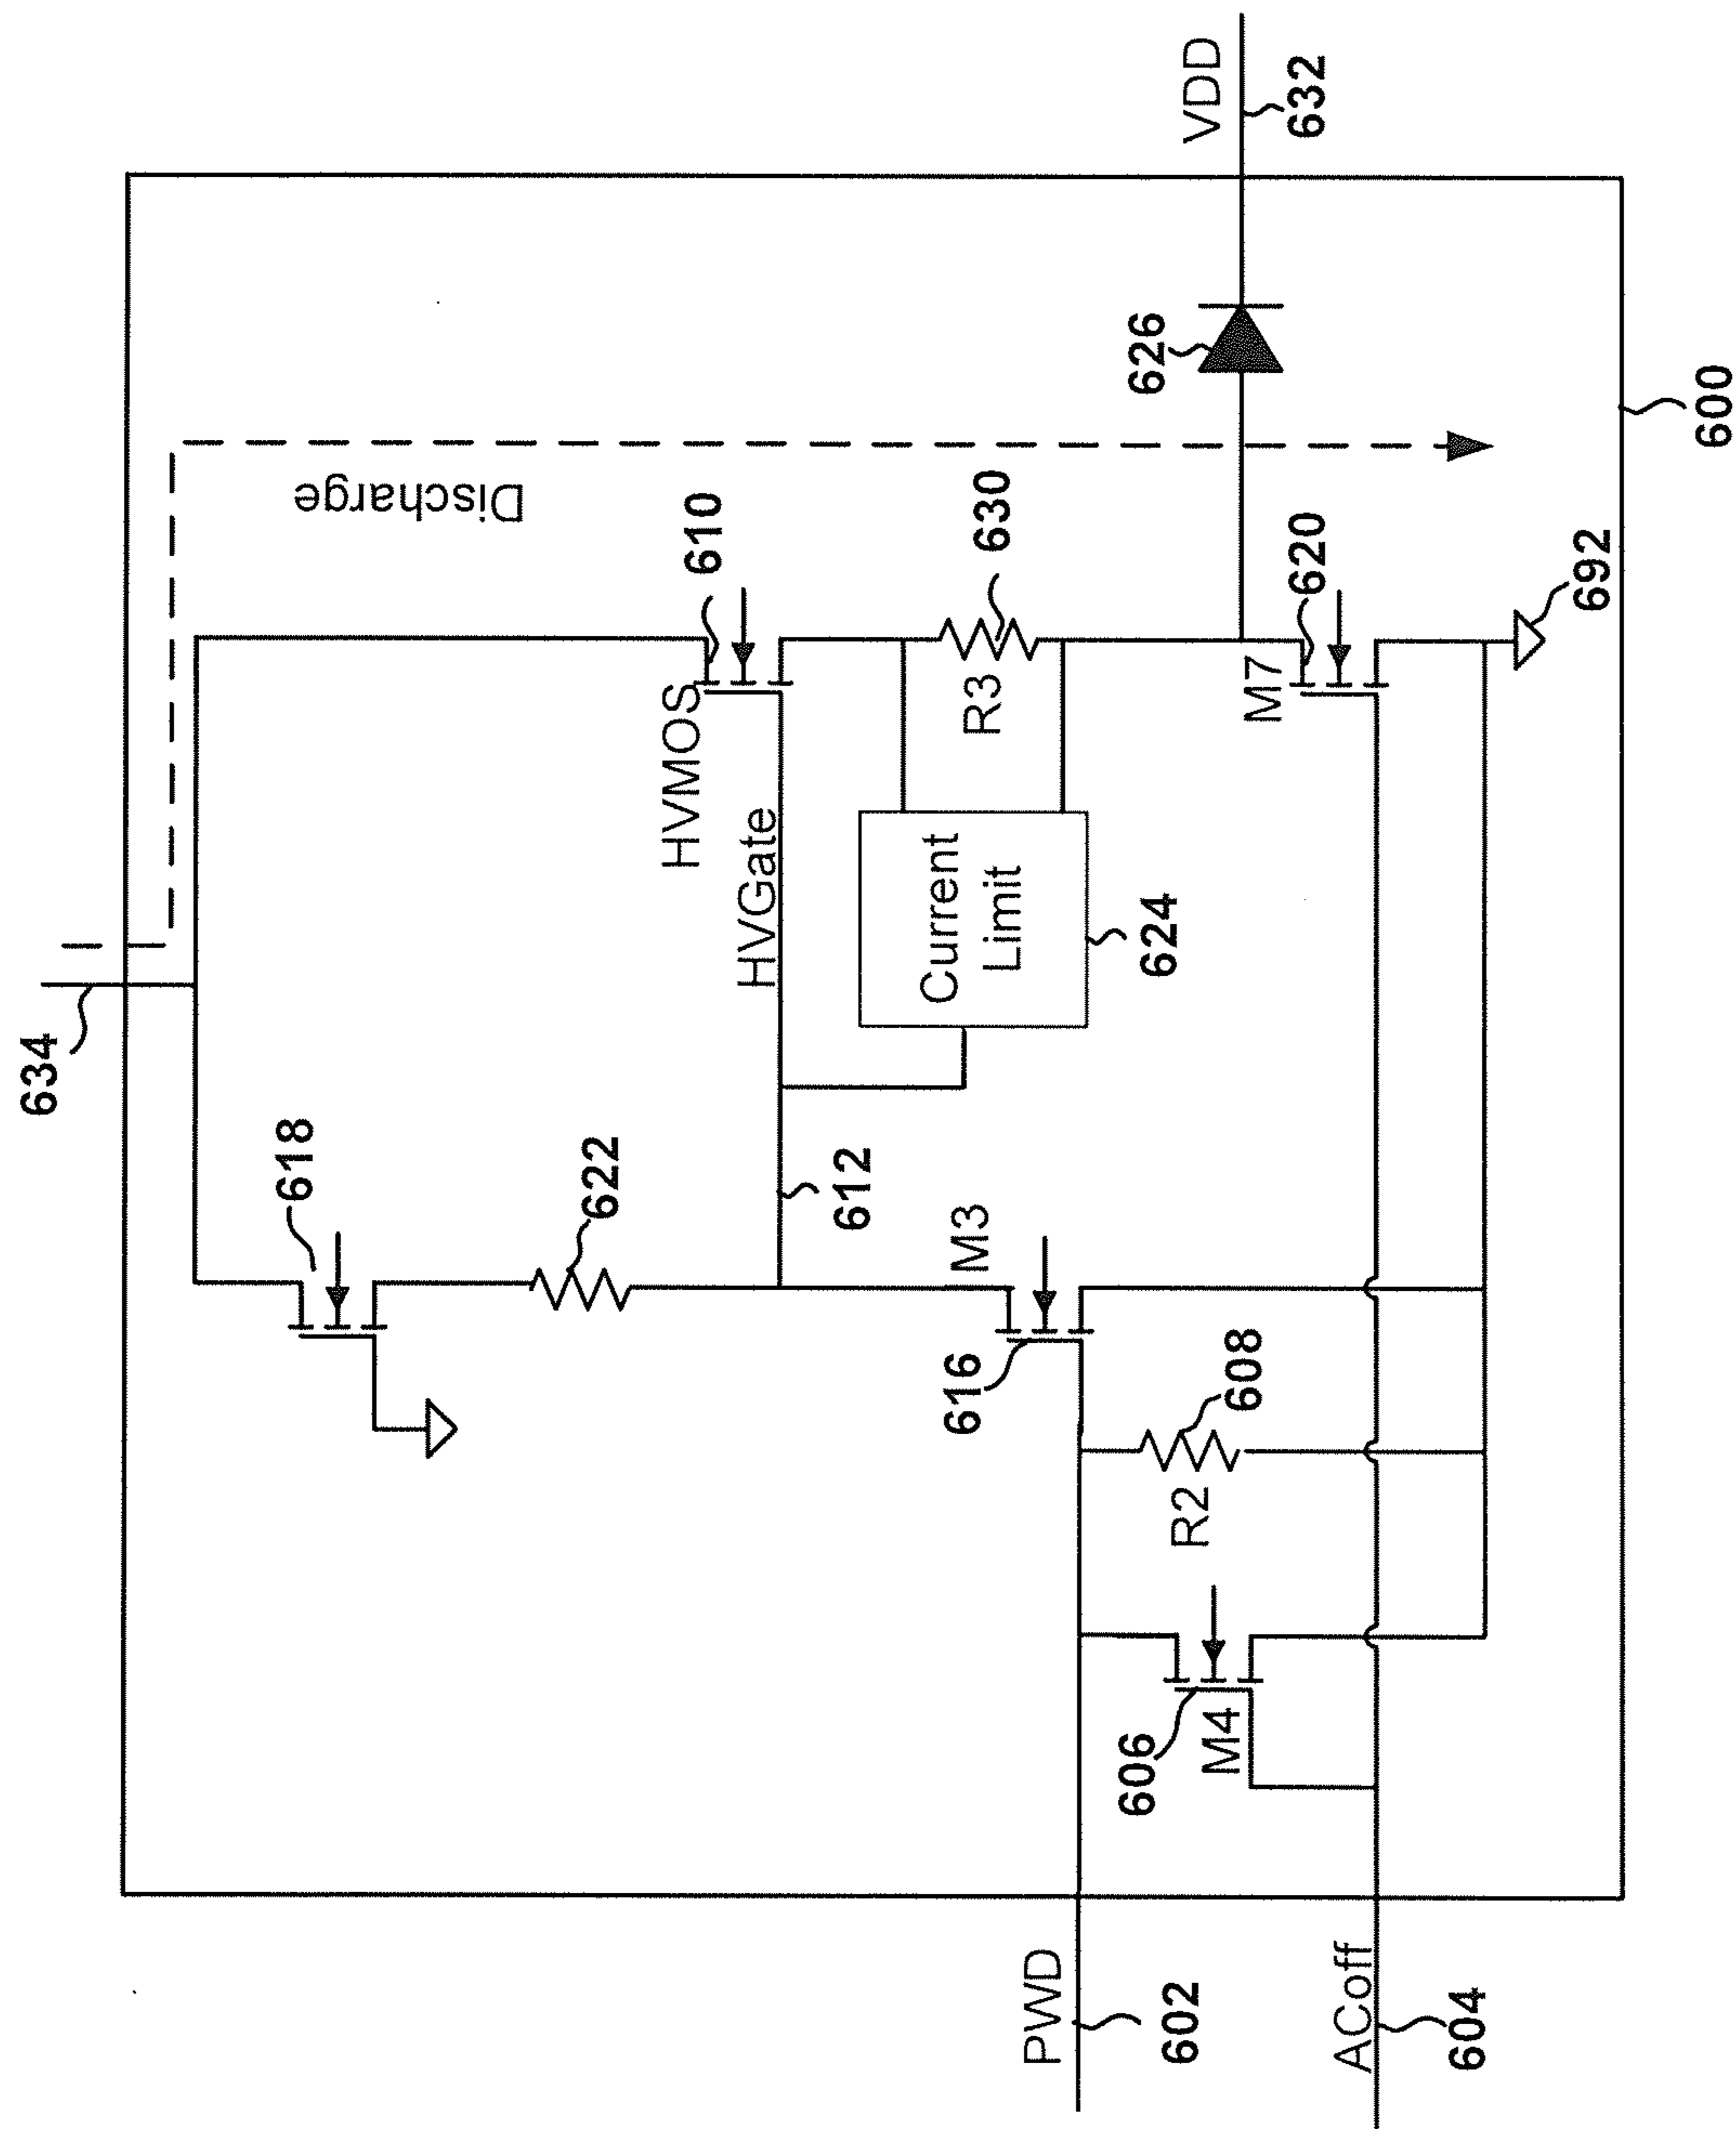 634
618
622
612
Discharge
HVMOS
610
HVGate
Current
Limit
624
R3
630
626
VDD
632
M3
616
R2
608
606
M4
M7
620
692
600
PWD
602
ACoff
604